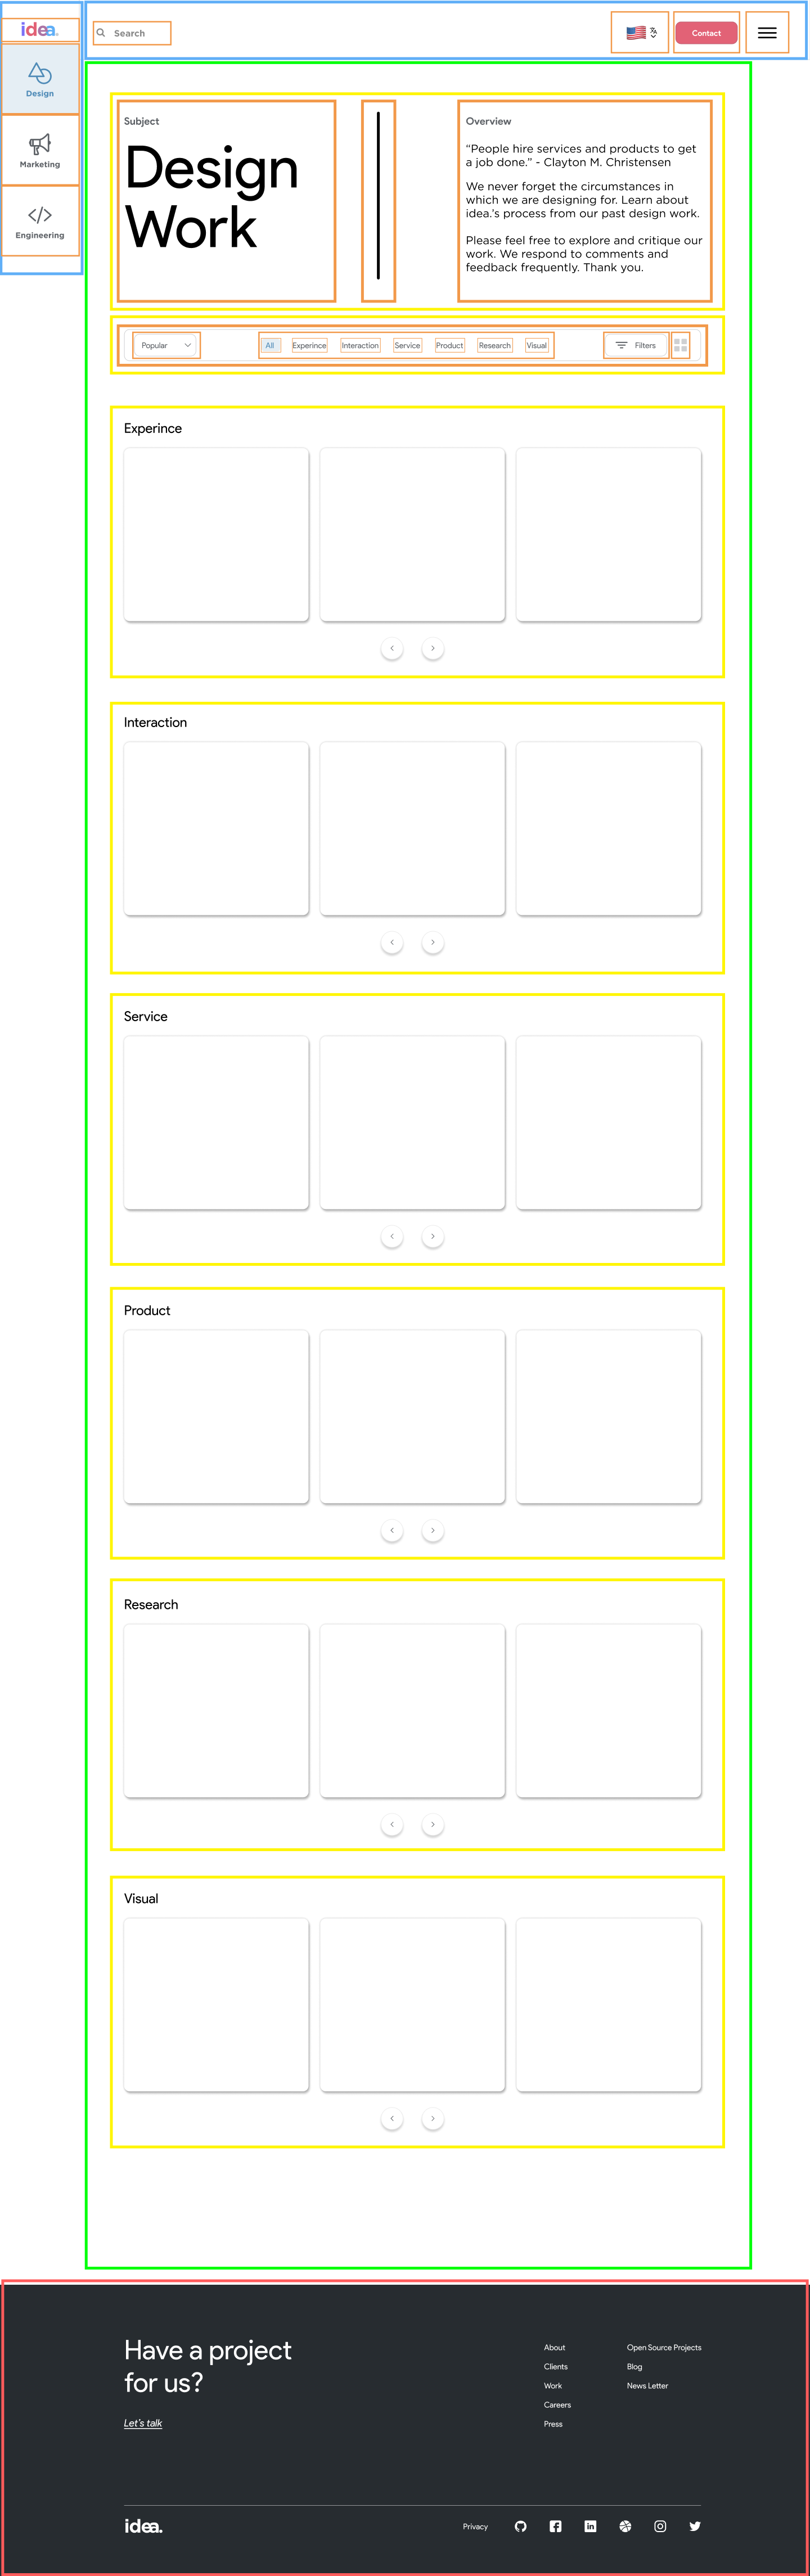 idea.
Search
Contact
Design
Marketing
Engineering
Subject
Design
Work
Overview
“People hire services and products to get
a job done.” - Clayton M. Christensen
We never forget the circumstances in
which we are designing for. Learn about
idea.’s process from our past design work.
Please feel free to explore and critique our
work. We respond to comments and
feedback frequently. Thank you.
Popular
All
Experince
Interaction
Service
Product
Research
Visual
Filters
Experince
Interaction
Service
Product
Research
Visual
Have a project
for us?
Let’s talk
About
Clients
Work
Careers
Press
Open Source Projects
Blog
News Letter
idea.
Privacy